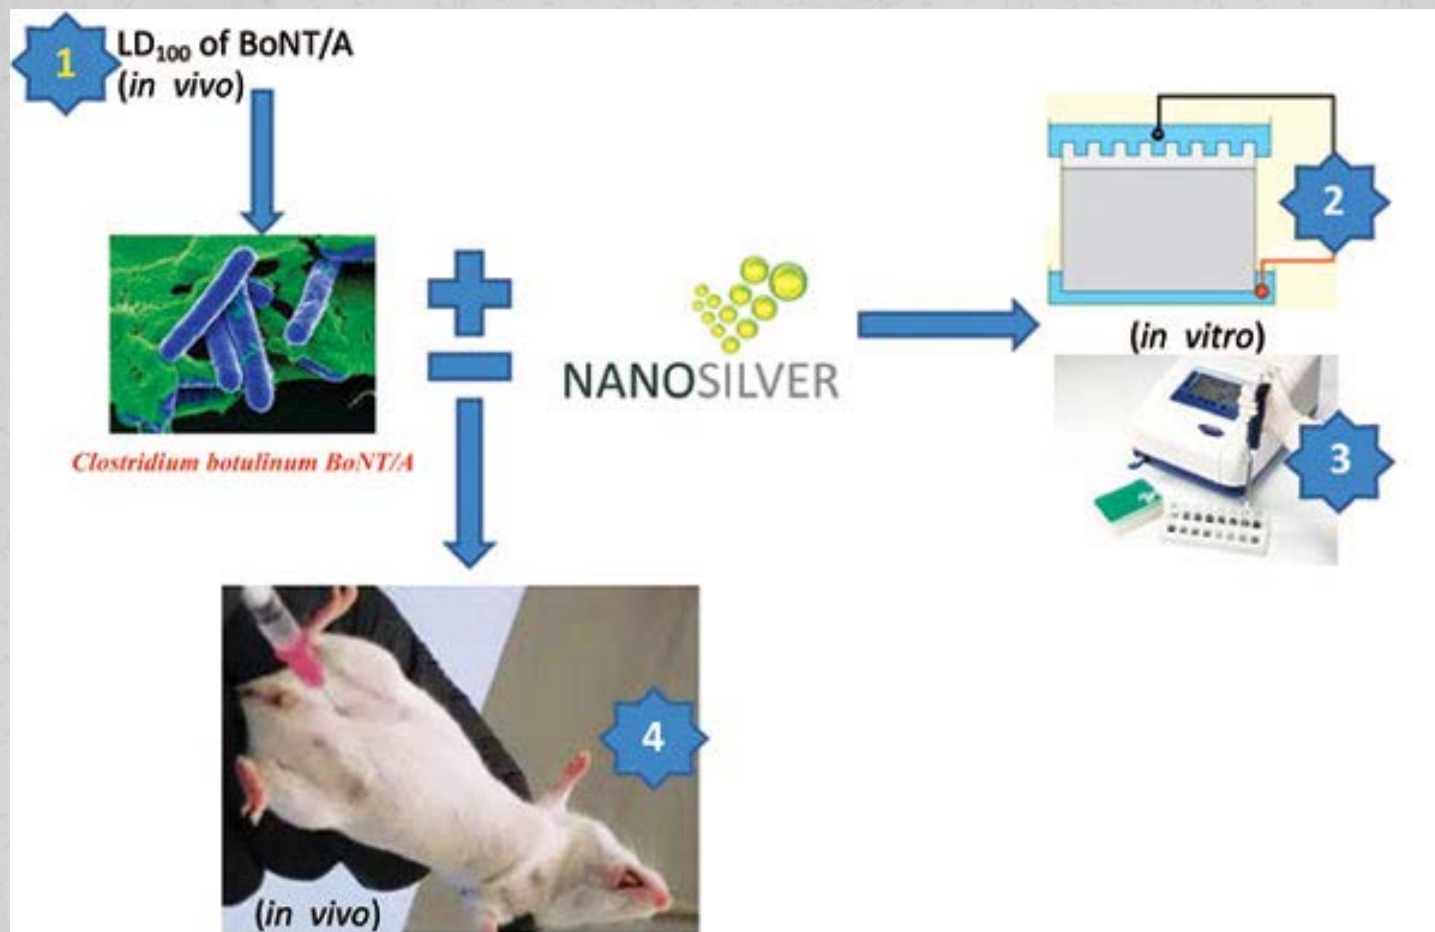 1
LD₁₀₀ of BoNT/A
(in vivo)
2
(in vitro)
NANOSILVER
Clostridium botulinum BoNT/A
3
4
(in vivo)